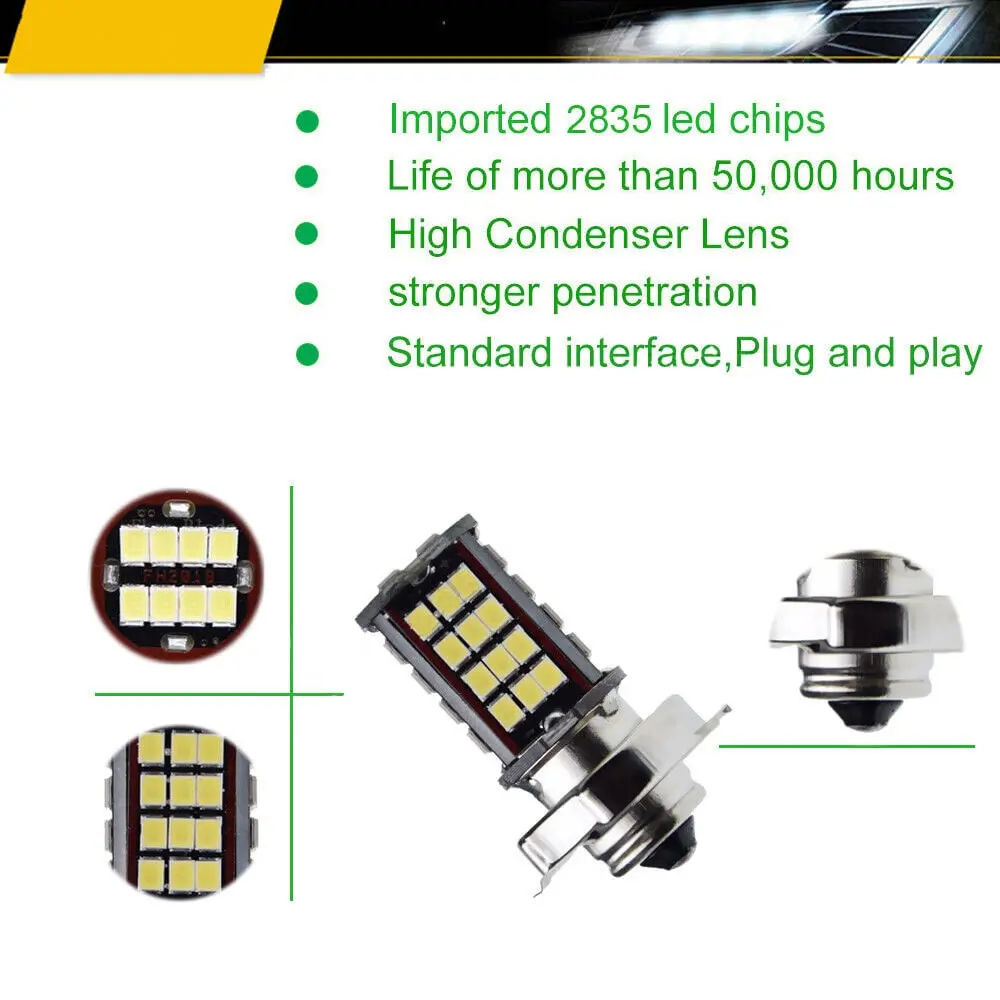 Imported 2835 led chips
Life of more than 50,000 hours
High Condenser Lens
stronger penetration
Standard interface,Plug and play
FH2018